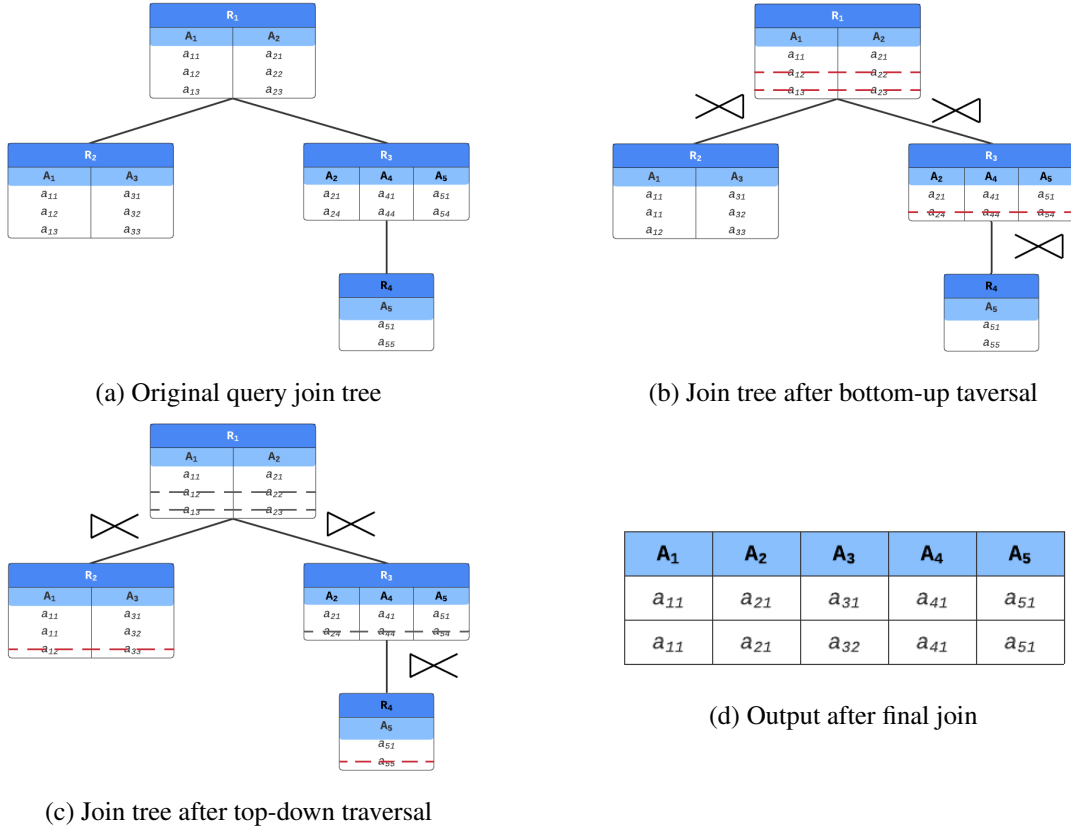 R1
A1 A2
a11 a21
a12 a22
a13 a23
R2
A1 A3
a11 a31
a12 a32
a13 a33
R3
A2 A4 A5
a21 a41 a51
a24 a44 a54
R4
A5
a51
a55
(a) Original query join tree
R1
A1 A2
a11 a21
a12 a22
a13 a23
R2
A1 A3
a11 a31
a11 a32
a12 a33
R3
A2 A4 A5
a21 a41 a51
a24 a44 a54
R4
A5
a51
a55
(b) Join tree after bottom-up taversal
R1
A1 A2
a11 a21
a12 a22
a13 a23
R2
A1 A3
a11 a31
a11 a32
a12 a33
R3
A2 A4 A5
a21 a41 a51
a24 a44 a54
R4
A5
a51
a55
(c) Join tree after top-down traversal
A1 A2 A3 A4 A5
a11 a21 a31 a41 a51
a11 a21 a32 a41 a51
(d) Output after final join